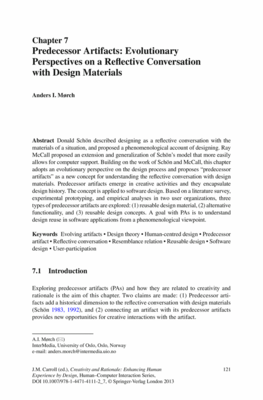 Chapter 7
Predecessor Artifacts: Evolutionary
Perspectives on a Reflective Conversation
with Design Materials
Anders I. Mørch
Abstract Donald Schön described designing as a reflective conversation with the
materials of a situation, and proposed a phenomenological account of designing. Ray
McCall proposed an extension and generalization of Schön's model that more easily
allows for computer support. Building on the work of Schön and McCall, this chapter
adopts an evolutionary perspective on the design process and proposes “predecessor
artifacts” as a new concept for understanding the reflective conversation with design
materials. Predecessor artifacts emerge in creative activities and they encapsulate
design history. The concept is applied to software design. Based on a literature survey,
experimental prototyping, and empirical analyses in two user organizations, three
types of predecessor artifacts are explored: (1) reusable design material, (2) alternative
functionality, and (3) reusable design concepts. A goal with PAs is to understand
design reuse in software applications from a phenomenological viewpoint.
Keywords Evolving artifacts • Design theory • Human-centred design • Predecessor
artifact • Reflective conversation • Resemblance relation • Reusable design • Software
design • User-participation
7.1 Introduction
Exploring predecessor artifacts (PAs) and how they are related to creativity and
rationale is the aim of this chapter. Two claims are made: (1) Predecessor arti-
facts add a historical dimension to the reflective conversation with design materials
(Schön 1983, 1992), and (2) connecting an artifact with its predecessor artifacts
provides new opportunities for creative interactions with the artifact.
A.I. Mørch (✉)
InterMedia, University of Oslo, Oslo, Norway
e-mail: anders.morch@intermedia.uio.no
J.M. Carroll (ed.), Creativity and Rationale: Enhancing Human
Experience by Design, Human–Computer Interaction Series,
DOI 10.1007/978-1-4471-4111-2_7, © Springer-Verlag London 2013
121